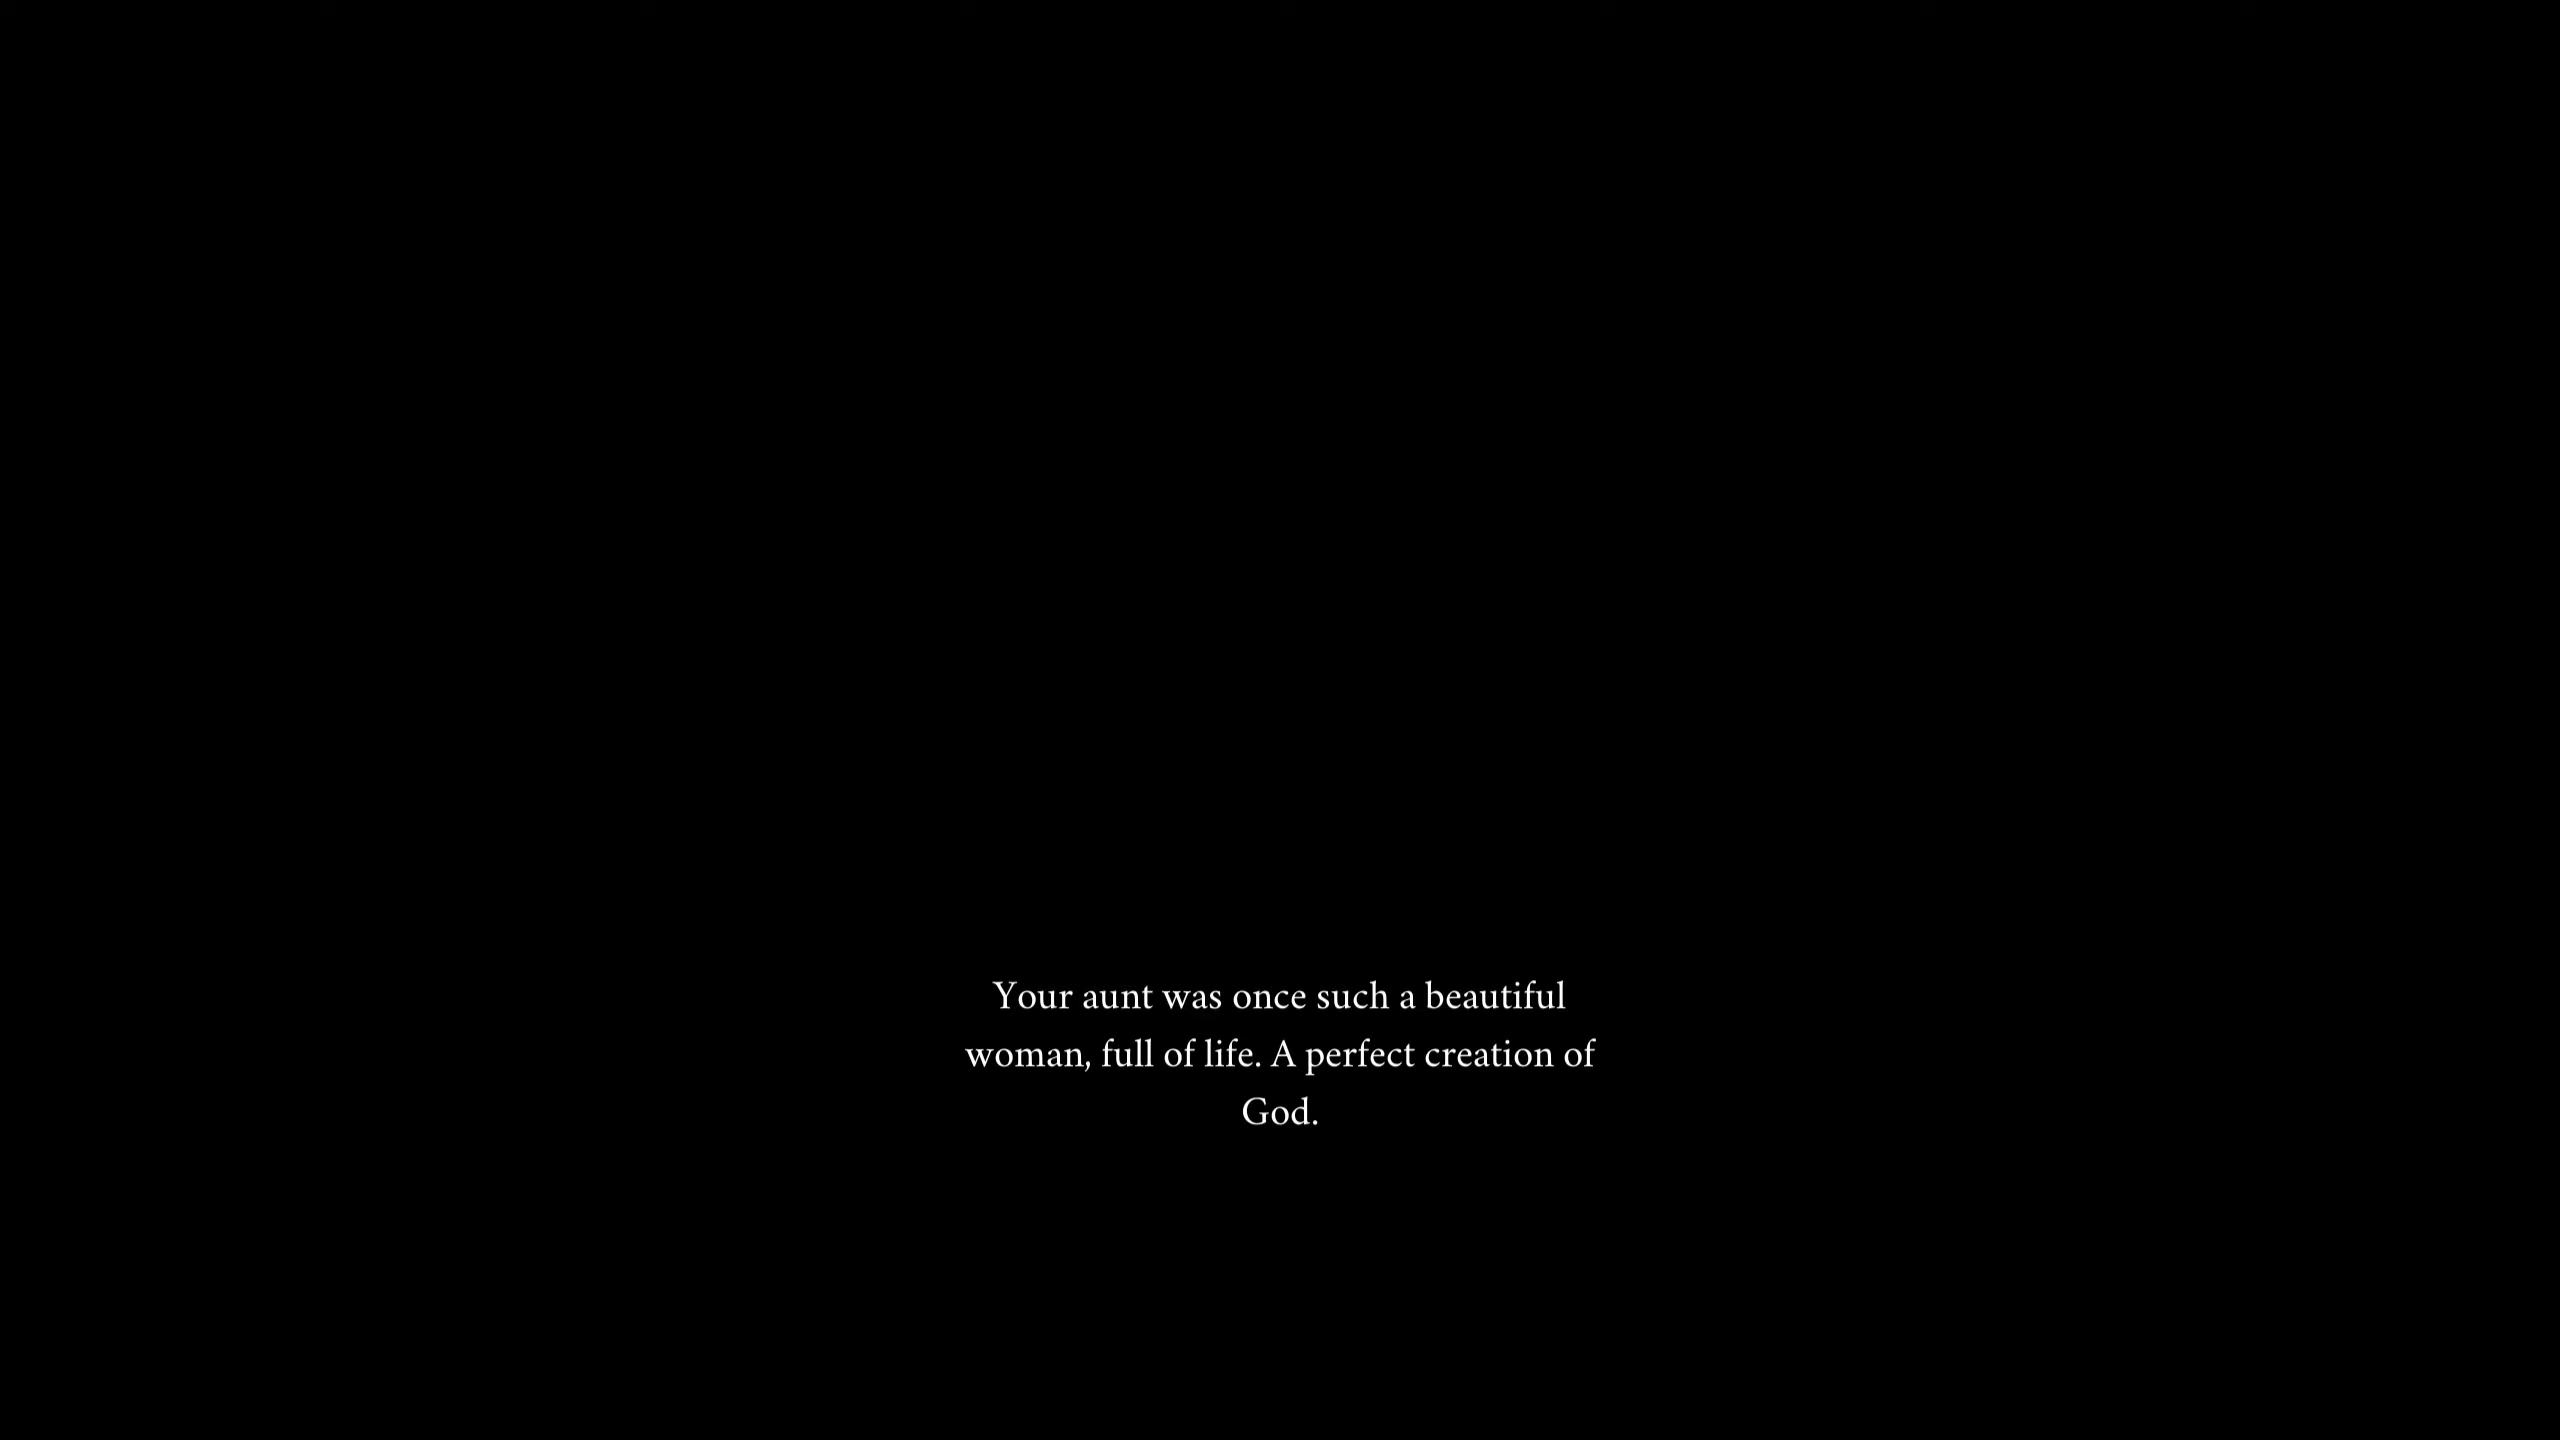 Your aunt was once such a beautiful
woman, full of life. A perfect creation of
God.